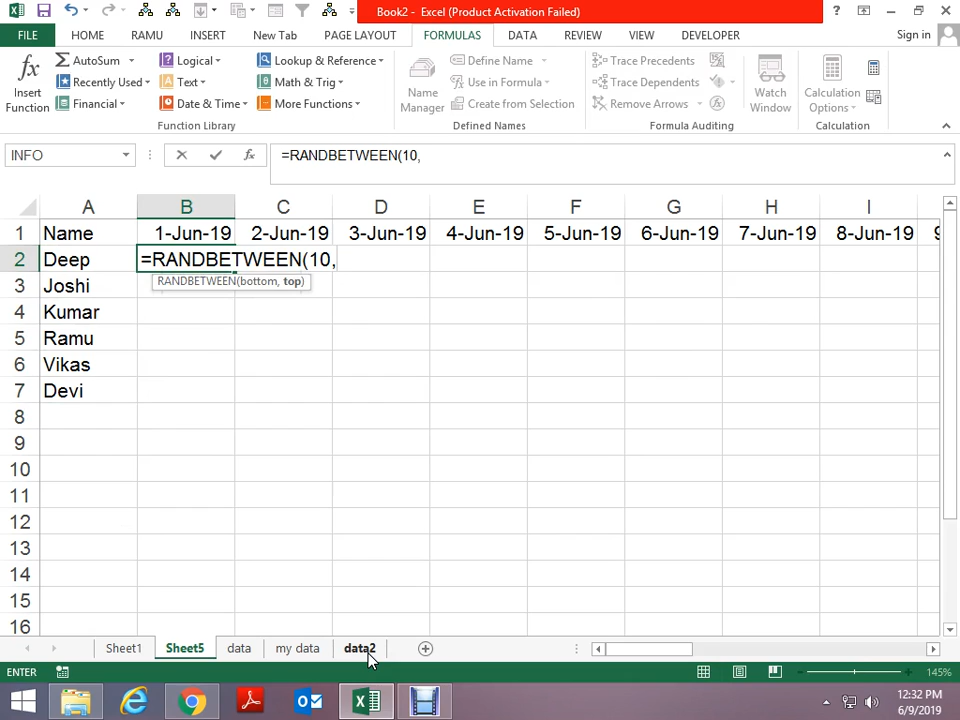 Book2 - Excel (Product Activation Failed)
?
FILE HOME RAMU INSERT New Tab PAGE LAYOUT FORMULAS DATA REVIEW VIEW DEVELOPER Sign in
fx Insert Function
AutoSum
Recently Used
Financial
Logical
Text
Date & Time
Lookup & Reference
Math & Trig
More Functions
Function Library
Name Manager
Define Name
Use in Formula
Create from Selection
Defined Names
Trace Precedents
Trace Dependents
Remove Arrows
Formula Auditing
Watch Window
Calculation Options
Calculation
INFO fx =RANDBETWEEN(10,
A B C D E F G H I
1 Name 1-Jun-19 2-Jun-19 3-Jun-19 4-Jun-19 5-Jun-19 6-Jun-19 7-Jun-19 8-Jun-19 9
2 Deep =RANDBETWEEN(10,
RANDBETWEEN(bottom, top)
3 Joshi
4 Kumar
5 Ramu
6 Vikas
7 Devi
8
9
10
11
12
13
14
15
16
Sheet1 Sheet5 data my data data2
ENTER 145%
12:32 PM
6/9/2019